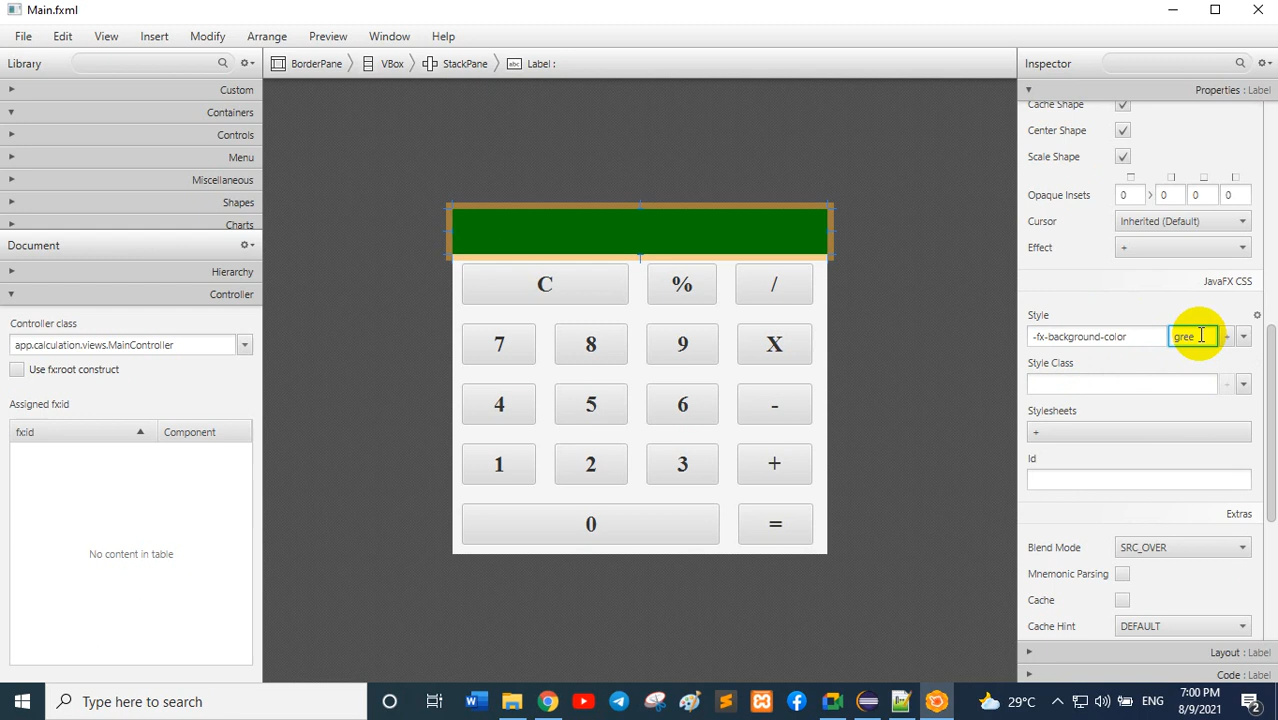 Main.fxml
File Edit View Insert Modify Arrange Preview Window Help
Library
BorderPane VBox StackPane abc Label :
Inspector
Custom
Containers
Controls
Menu
Miscellaneous
Shapes
Charts
Document
Hierarchy
Controller
Controller class
app.calculation.views.MainController
Use fxroot construct
Assigned fx:id
fx:id Component
No content in table
C % /
7 8 9 X
4 5 6 -
1 2 3 +
0 =
Properties : Label
Cache Shape
Center Shape
Scale Shape
Opaque Insets 0 0 0 0
Cursor Inherited (Default)
Effect +
JavaFX CSS
Style
-fx-background-color gree +
Style Class
+
Stylesheets
+
Id
Extras
Blend Mode SRC_OVER
Mnemonic Parsing
Cache
Cache Hint DEFAULT
Layout : Label
Code : Label
Type here to search
29°C ENG 7:00 PM
8/9/2021 2